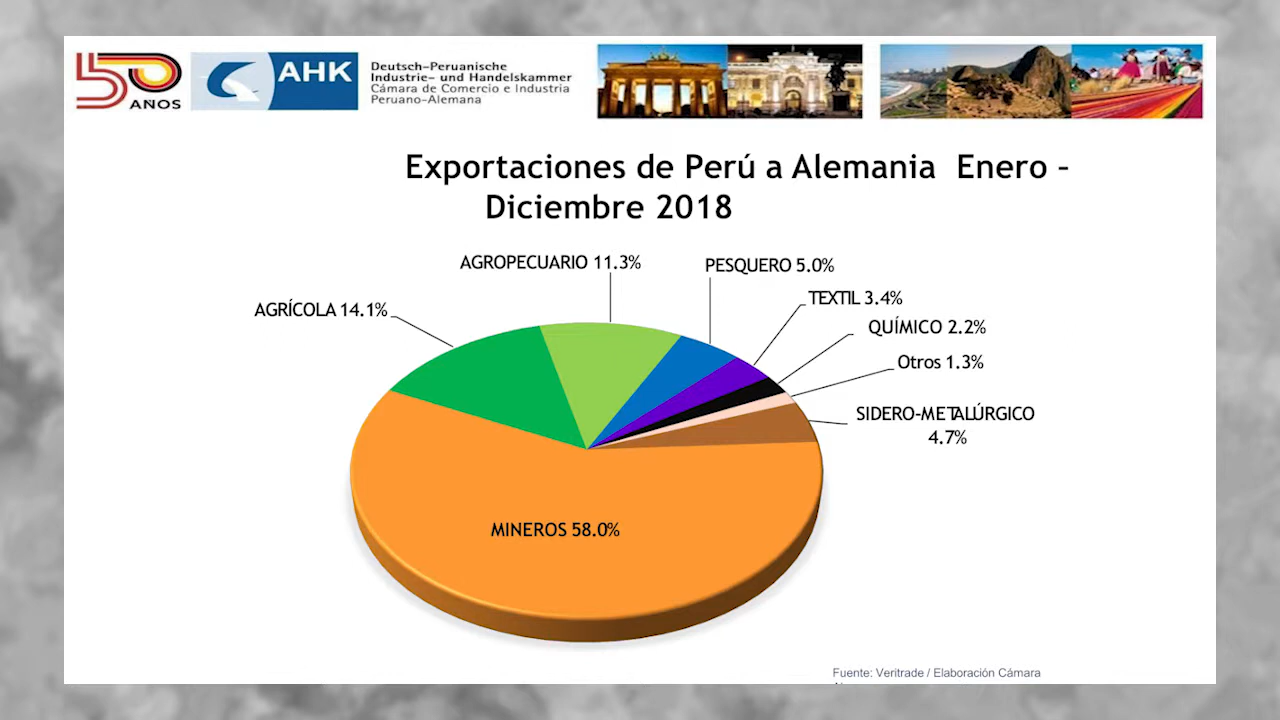 50
AÑOS
AHK
Deutsch-Peruanische
Industrie- und Handelskammer
Cámara de Comercio e Industria
Peruano-Alemana
Exportaciones de Perú a Alemania Enero –
Diciembre 2018
AGROPECUARIO 11.3%
PESQUERO 5.0%
AGRÍCOLA 14.1%
TEXTIL 3.4%
QUÍMICO 2.2%
Otros 1.3%
SIDERO-METALÚRGICO
4.7%
MINEROS 58.0%
Fuente: Veritrade / Elaboración Cámara